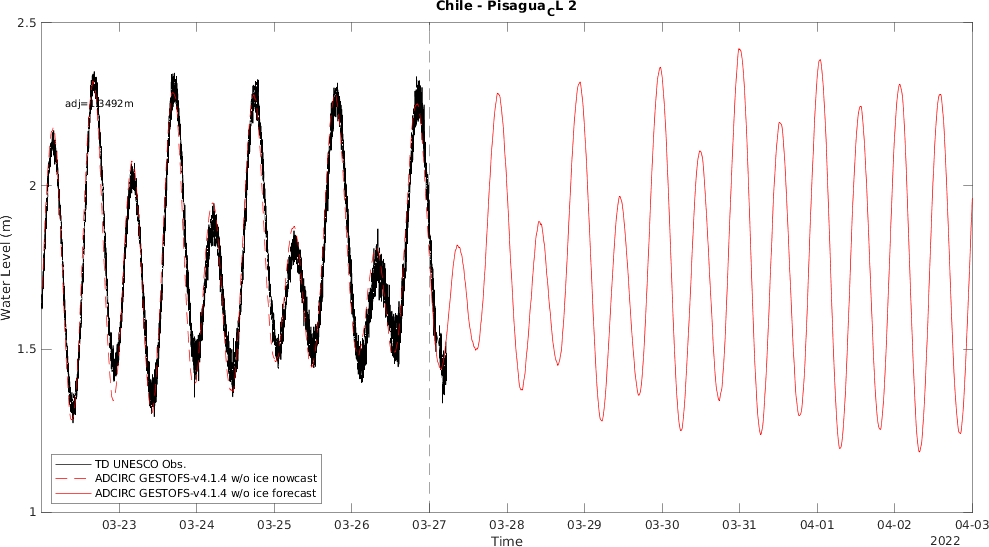 Chile - Pisagua_CL 2
2.5
2
1.5
1
Water Level (m)
adj=1.3492m
TD UNESCO Obs.
ADCIRC GESTOFS-v4.1.4 w/o ice nowcast
ADCIRC GESTOFS-v4.1.4 w/o ice forecast
03-23 03-24 03-25 03-26 03-27 03-28 03-29 03-30 03-31 04-01 04-02 04-03
Time
2022